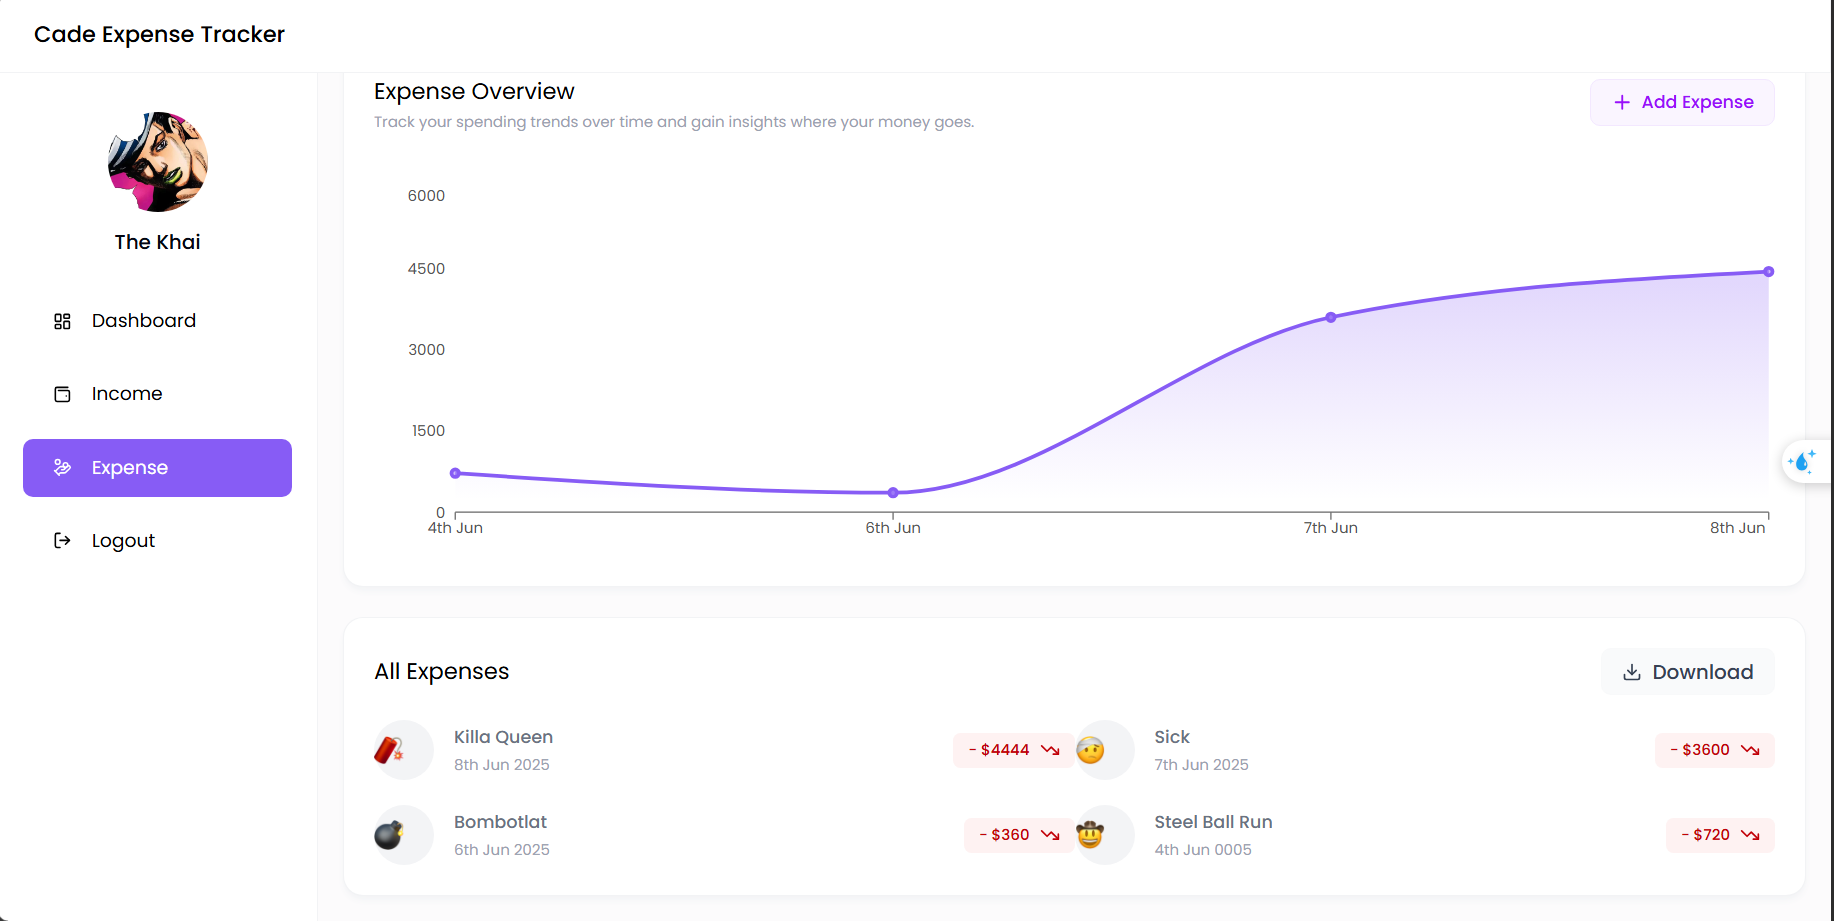 Cade Expense Tracker
The Khai
Dashboard
Income
Expense
Logout
Expense Overview
Track your spending trends over time and gain insights where your money goes.
+ Add Expense
6000
4500
3000
1500
0
4th Jun 6th Jun 7th Jun 8th Jun
All Expenses
Download
Killa Queen
8th Jun 2025
- $4444
Sick
7th Jun 2025
- $3600
Bombotlat
6th Jun 2025
- $360
Steel Ball Run
4th Jun 0005
- $720